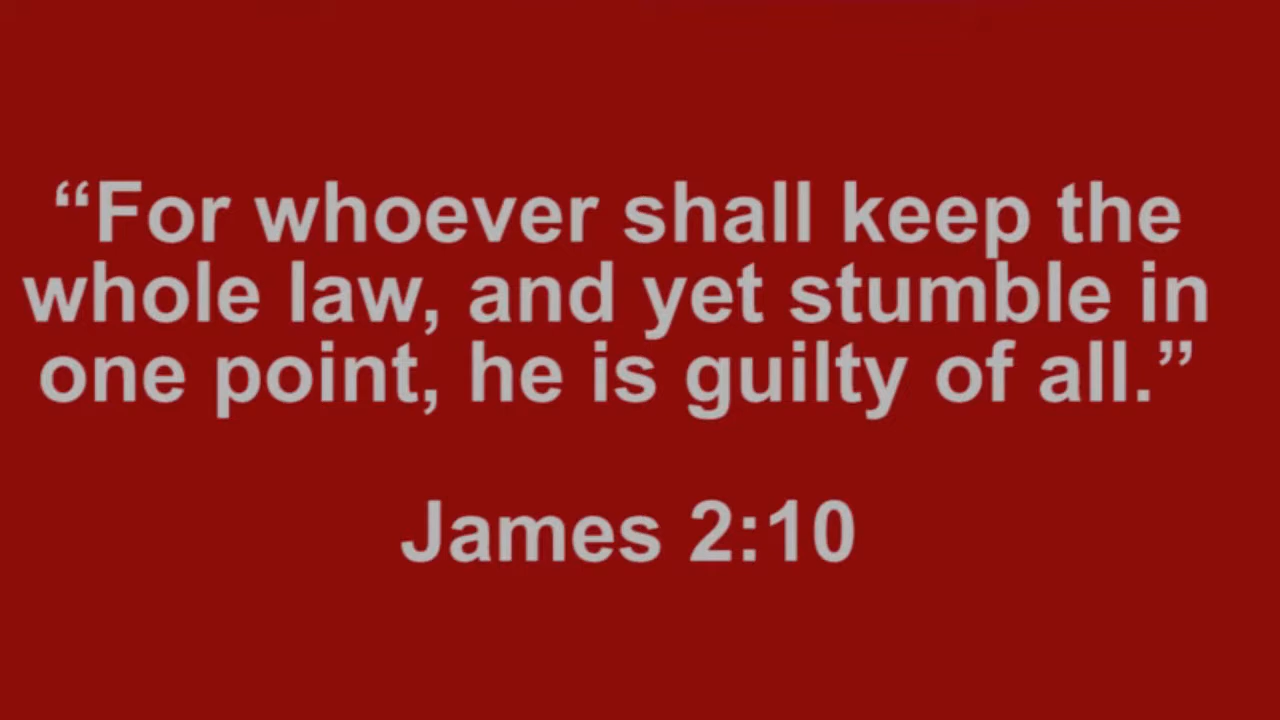 “For whoever shall keep the
whole law, and yet stumble in
one point, he is guilty of all.”
James 2:10